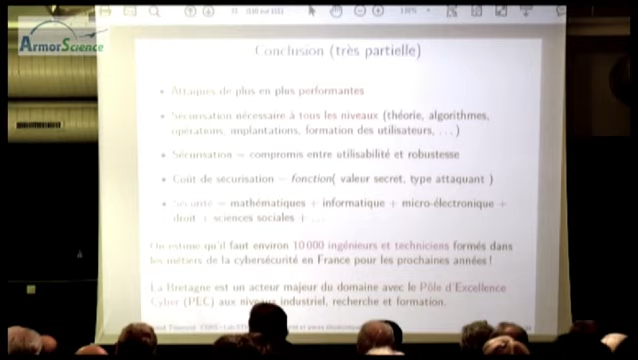 ArmorScience
Conclusion (très partielle)
• Attaques de plus en plus performantes
• Sécurisation nécessaire à tous les niveaux (théorie, algorithmes,
opérations, implantations, formation des utilisateurs, ...)
• Sécurisation = compromis entre utilisabilité et robustesse
• Coût de sécurisation = fonction( valeur secret, type attaquant )
• Sécurité = mathématiques + informatique + micro-électronique +
droit + sciences sociales + ...
On estime qu'il faut environ 10 000 ingénieurs et techniciens formés dans
les métiers de la cybersécurité en France pour les prochaines années !
La Bretagne est un acteur majeur du domaine avec le Pôle d'Excellence
Cyber (PEC) aux niveaux industriel, recherche et formation.